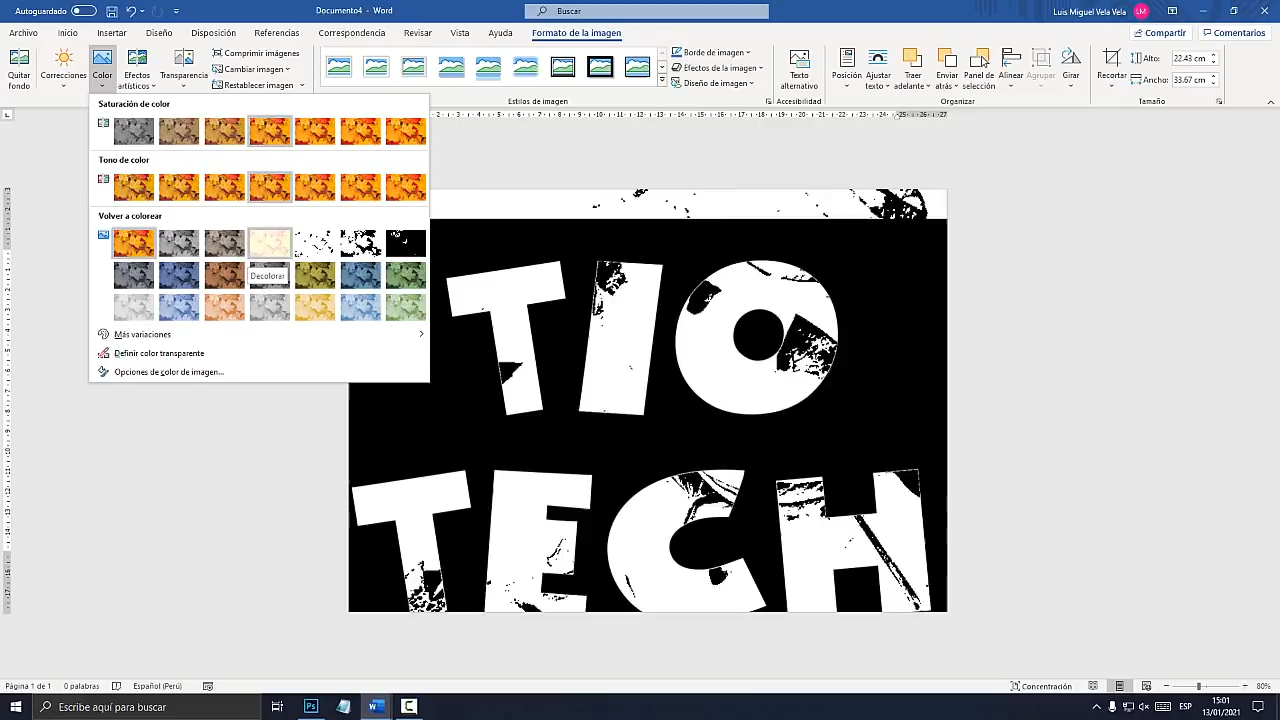 Autoguardado
Documento4 - Word
Buscar
Luis Miguel Vela Vela
LM
Archivo
Inicio
Insertar
Diseño
Disposición
Referencias
Correspondencia
Revisar
Vista
Ayuda
Formato de la imagen
Compartir
Comentarios
Quitar fondo
Correcciones
Color
Efectos artísticos
Transparencia
Comprimir imágenes
Cambiar imagen
Restablecer imagen
Borde de imagen
Efectos de la imagen
Diseño de imagen
Texto alternativo
Posición
Ajustar texto
Traer adelante
Enviar atrás
Panel de selección
Alinear
Agrupar
Girar
Recortar
Alto:
22.43 cm
Ancho:
33.67 cm
Estilos de imagen
Accesibilidad
Organizar
Tamaño
Saturación de color
Tono de color
Volver a colorear
Decolorar
Más variaciones
Definir color transparente
Opciones de color de imagen...
TIO
TECH
Página 1 de 1
0 palabras
Español (Perú)
Concentración
80%
Escribe aquí para buscar
Ps
ESP
15:01
13/01/2021